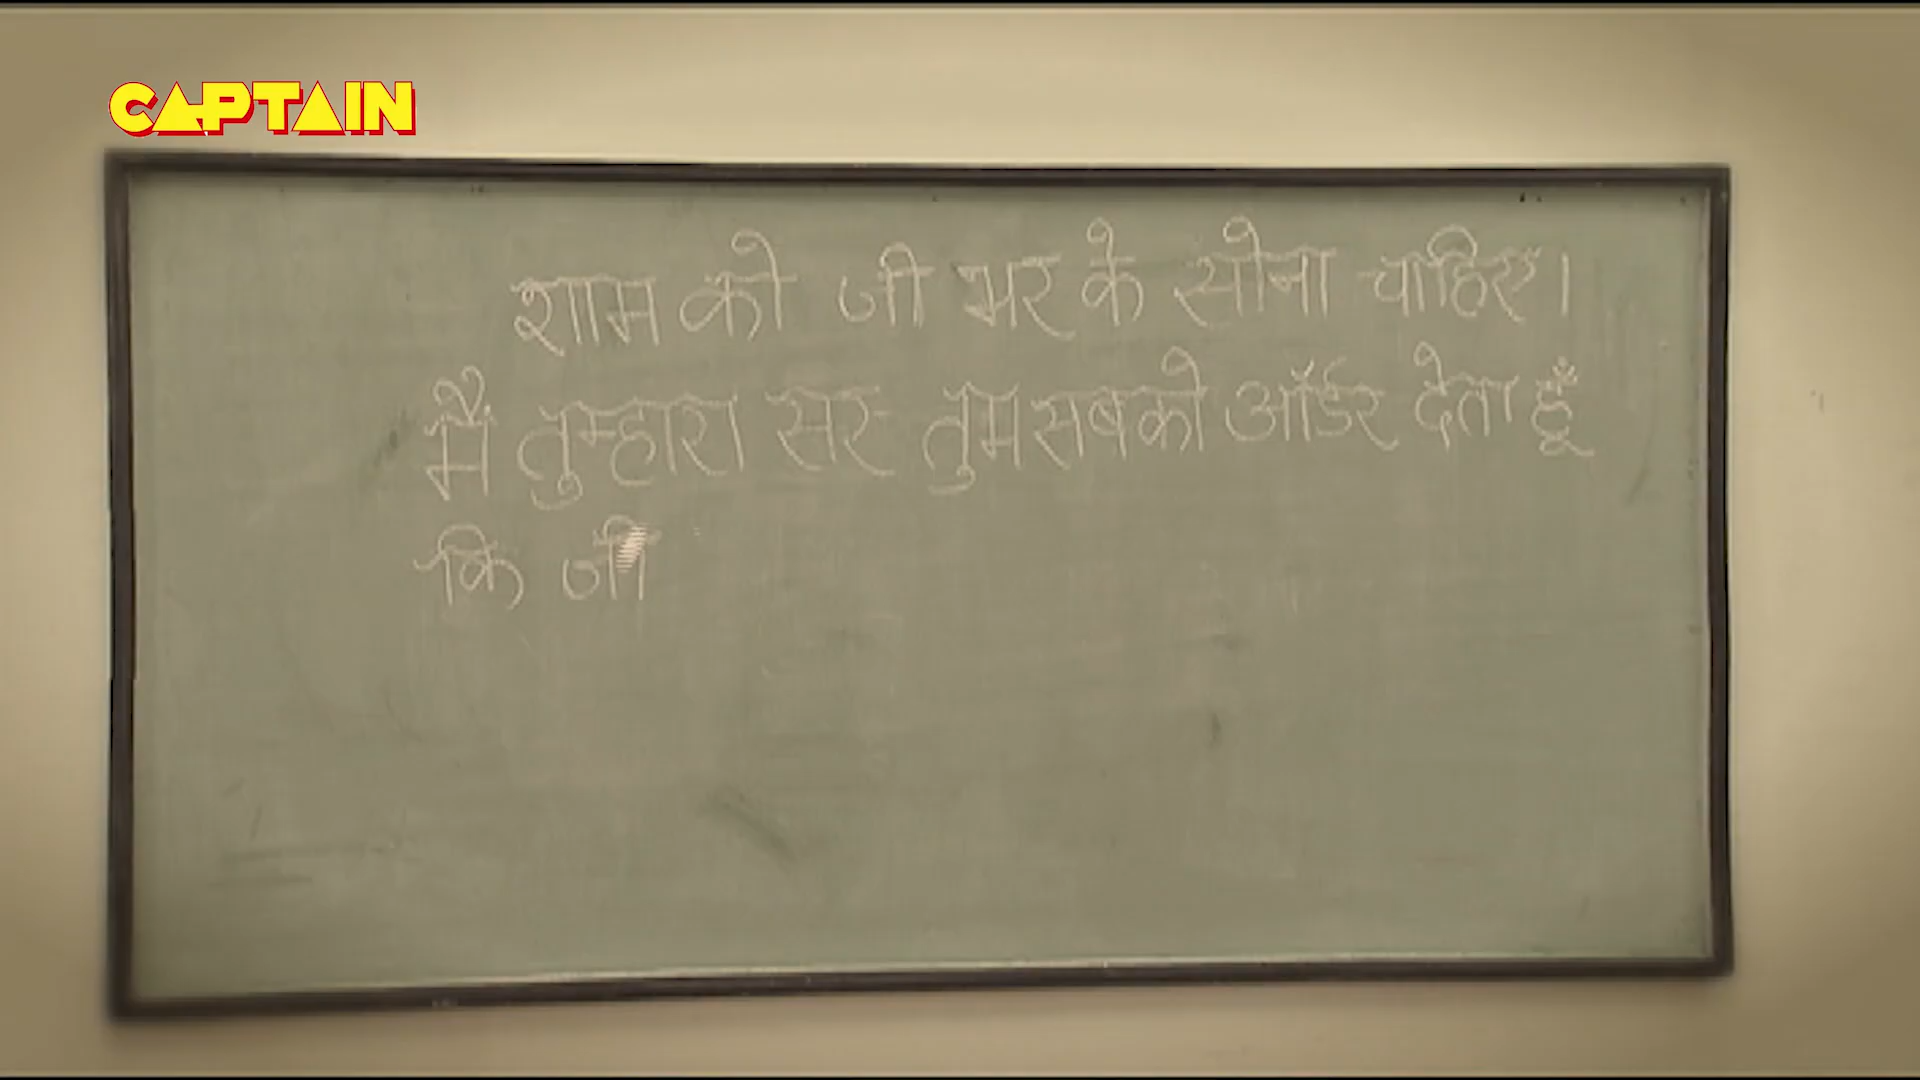 CAPTAIN
शाम को जी भर के सोना चाहिए।
मैं तुम्हारा सर तुम सबको ऑर्डर देता हूँ
कि जी